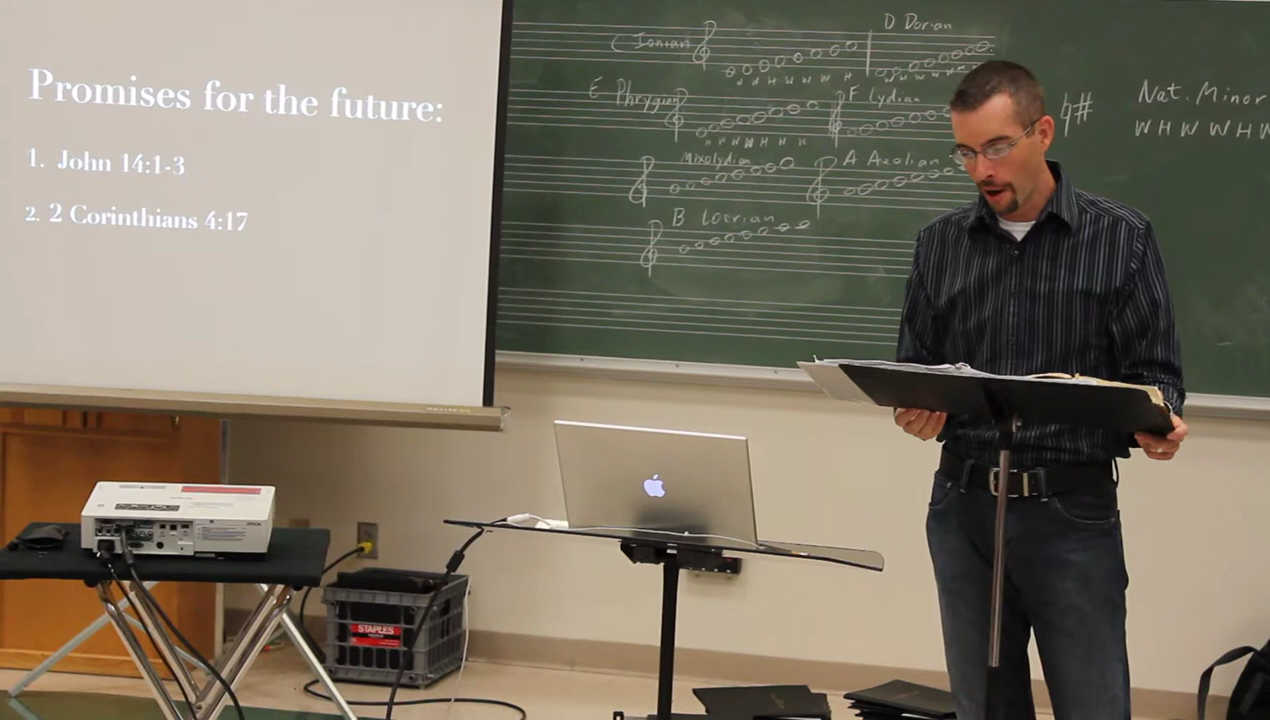 Promises for the future:
1. John 14:1-3
2. 2 Corinthians 4:17
C Ionian
D Dorian
W W H W W W H
E Phrygian
F Lydian
♮#
Nat. Minor
W H W W H W
Mixolydian
A Aeolian
B Locrian
STAPLES